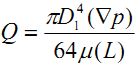 Q = πD₁⁴(∇p) / 64μ(L)